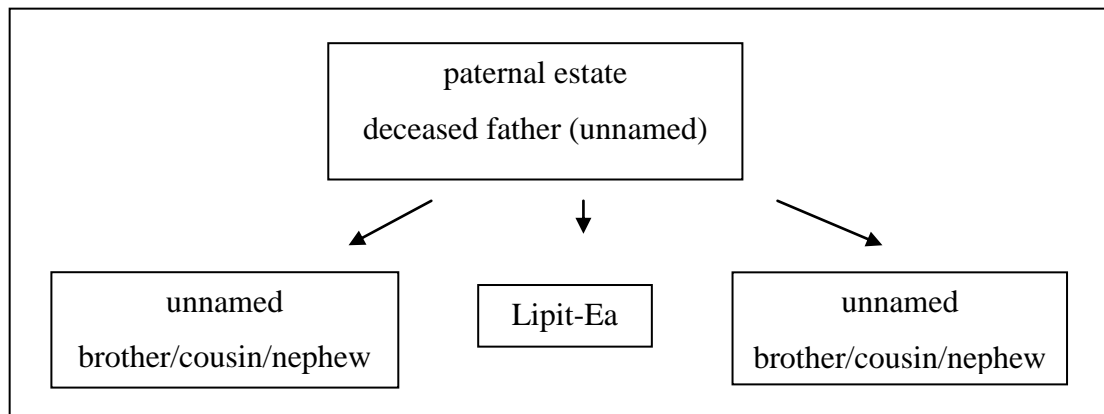 paternal estate
deceased father (unnamed)
unnamed
brother/cousin/nephew
Lipit-Ea
unnamed
brother/cousin/nephew